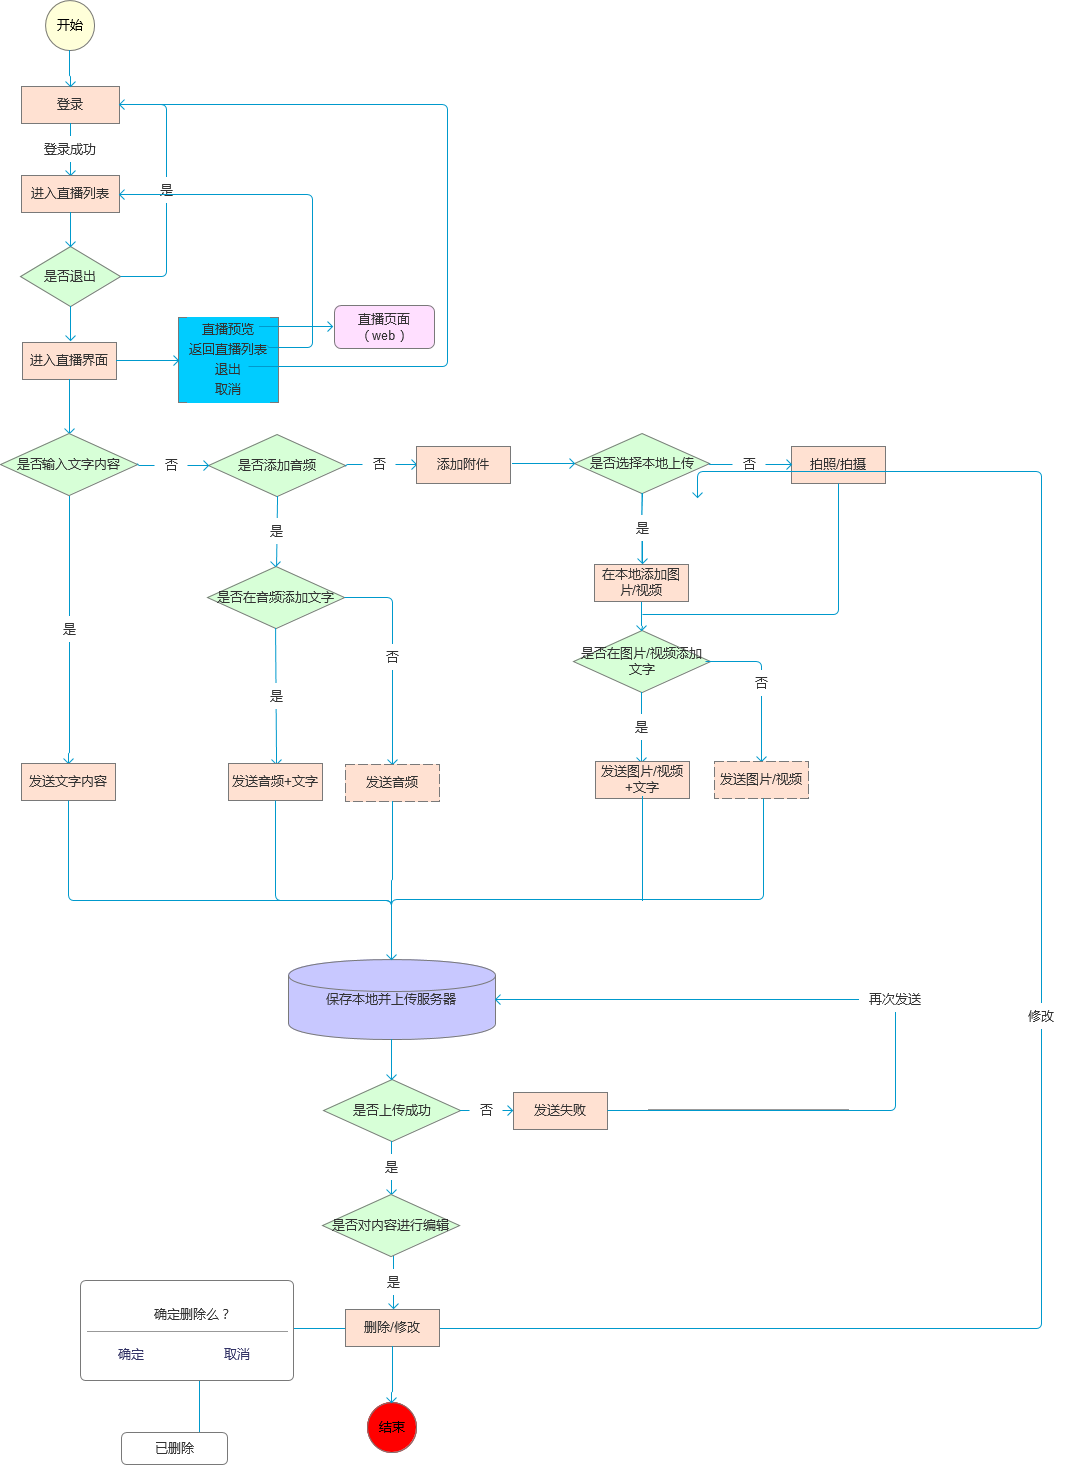 开始
登录
登录成功
进入直播列表
是
是否退出
进入直播界面
直播预览
返回直播列表
退出
取消
直播页面
（web ）
是否输入文字内容
否
是否添加音频
否
添加附件
是否选择本地上传
否
拍照/拍摄
是
是
在本地添加图
片/视频
是否在音频添加文字
是
否
是否在图片/视频添加
文字
否
是
是
发送文字内容
发送音频+文字
发送音频
发送图片/视频
+文字
发送图片/视频
保存本地并上传服务器
再次发送
修改
是否上传成功
否
发送失败
是
是否对内容进行编辑
是
确定删除么？
确定
取消
删除/修改
结束
已删除